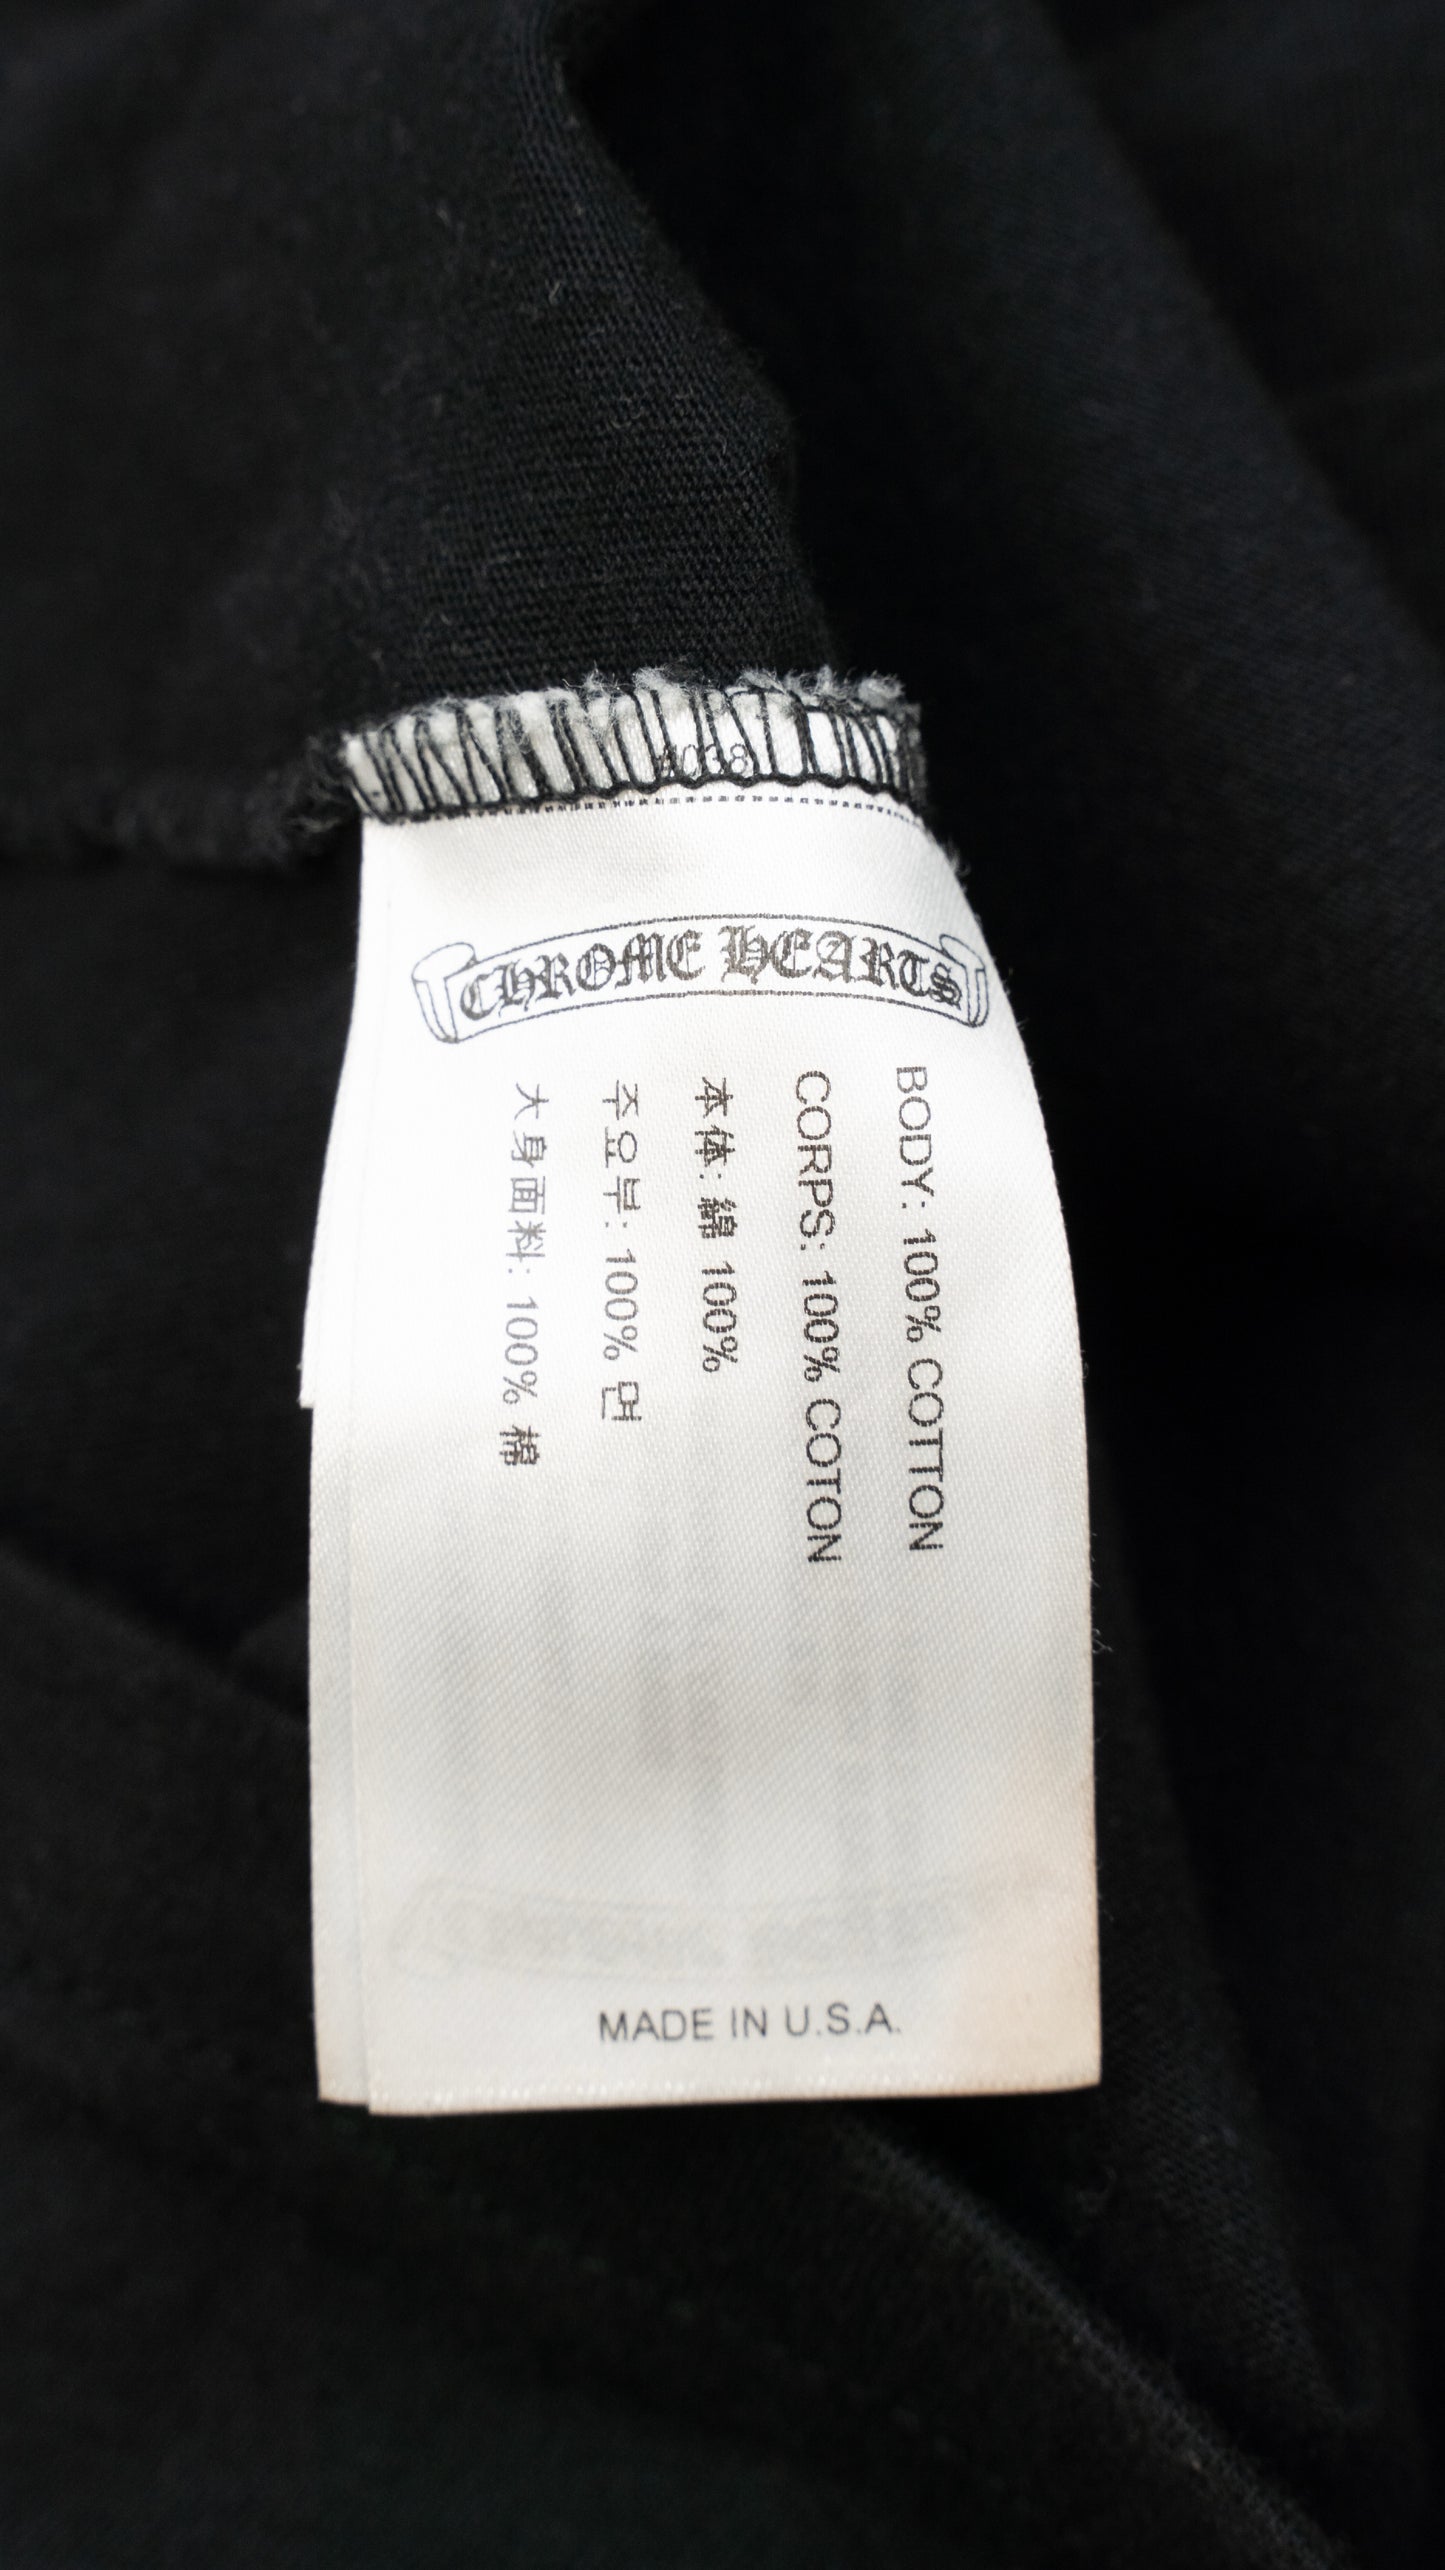 4038
CHROME HEARTS
BODY: 100% COTTON
CORPS: 100% COTON
本体: 綿 100%
주요부: 100% 면
大身面料: 100% 棉
MADE IN U.S.A.